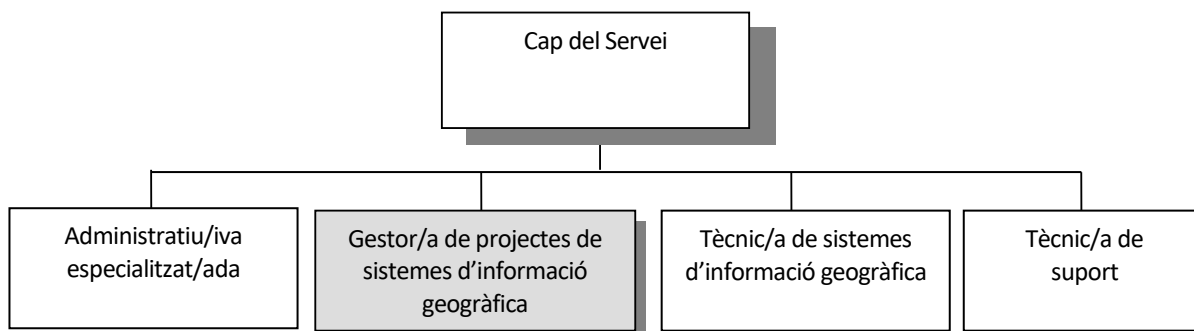 Cap del Servei
Administratiu/iva
especialitzat/ada
Gestor/a de projectes de
sistemes d’informació
geogràfica
Tècnic/a de sistemes
d’informació geogràfica
Tècnic/a de
suport